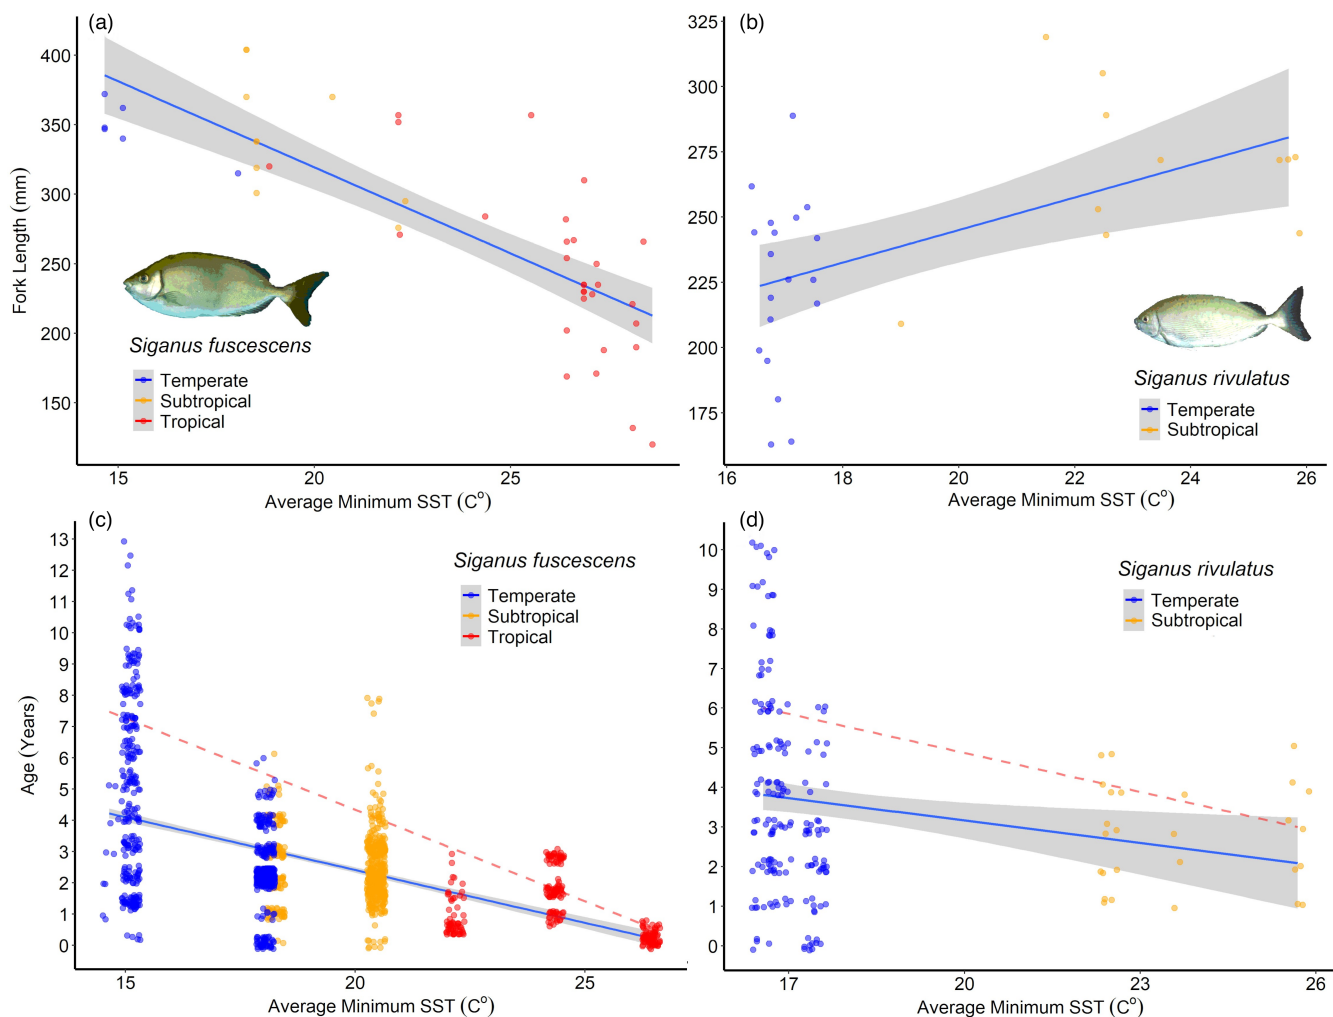 (a)
400
350
300
250
200
150
Fork Length (mm)
Siganus fuscescens
Temperate
Subtropical
Tropical
15
20
25
Average Minimum SST (C°)
(b)
325
300
275
250
225
200
175
Siganus rivulatus
Temperate
Subtropical
16
18
20
22
24
26
Average Minimum SST (C°)
(c)
13
12
11
10
9
8
7
6
5
4
3
2
1
0
Age (Years)
Siganus fuscescens
Temperate
Subtropical
Tropical
15
20
25
Average Minimum SST (C°)
(d)
10
9
8
7
6
5
4
3
2
1
0
Siganus rivulatus
Temperate
Subtropical
17
20
23
26
Average Minimum SST (C°)